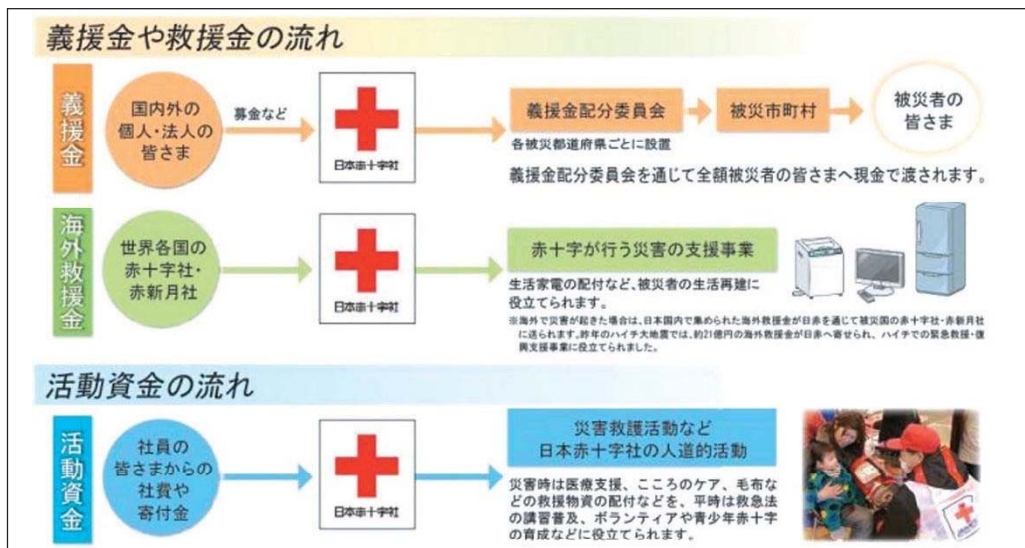 義援金や救援金の流れ
義援金
国内外の
個人・法人の
皆さま
募金など
日本赤十字社
義援金配分委員会
各被災都道府県ごとに設置
被災市町村
被災者の
皆さま
義援金配分委員会を通じて全額被災者の皆さまへ現金で渡されます。
海外救援金
世界各国の
赤十字社・
赤新月社
日本赤十字社
赤十字が行う災害の支援事業
生活家電の配付など、被災者の生活再建に
役立てられます。
※海外で災害が起きた場合は、日本国内で集められた海外救援金が日赤を通じて被災国の赤十字社・赤新月社
に送られます。昨年のハイチ大地震では、約21億円の海外救援金が日赤へ寄せられ、ハイチでの緊急救援・復
興支援事業に役立てられました。
活動資金の流れ
活動資金
社員の
皆さまからの
社費や
寄付金
日本赤十字社
災害救護活動など
日本赤十字社の人道的活動
災害時は医療支援、こころのケア、毛布な
どの救援物資の配付などを、平時は救急法
の講習普及、ボランティアや青少年赤十字
の育成などに役立てられます。